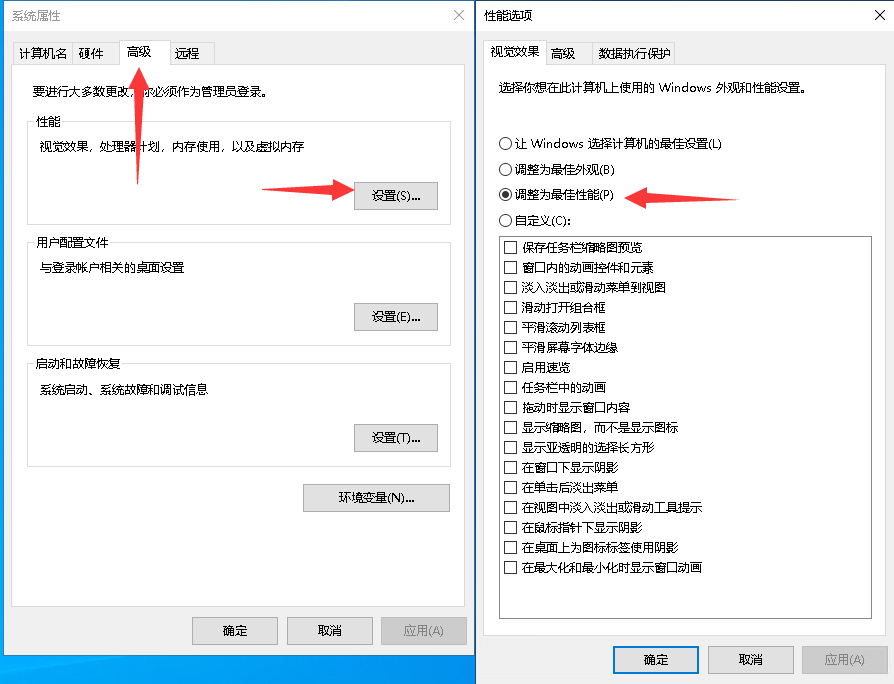 系统属性
计算机名 硬件 高级 远程
要进行大多数更改，你必须作为管理员登录。
性能
视觉效果，处理器计划，内存使用，以及虚拟内存
设置(S)...
用户配置文件
与登录帐户相关的桌面设置
设置(E)...
启动和故障恢复
系统启动、系统故障和调试信息
设置(T)...
环境变量(N)...
确定 取消 应用(A)
性能选项
视觉效果 高级 数据执行保护
选择你想在此计算机上使用的 Windows 外观和性能设置。
让 Windows 选择计算机的最佳设置(L)
调整为最佳外观(B)
调整为最佳性能(P)
自定义(C):
保存任务栏缩略图预览
窗口内的动画控件和元素
淡入淡出或滑动菜单到视图
滑动打开组合框
平滑滚动列表框
平滑屏幕字体边缘
启用速览
任务栏中的动画
拖动时显示窗口内容
显示缩略图，而不是显示图标
显示亚透明的选择长方形
在窗口下显示阴影
在单击后淡出菜单
在视图中淡入淡出或滑动工具提示
在鼠标指针下显示阴影
在桌面上为图标标签使用阴影
在最大化和最小化时显示窗口动画
确定 取消 应用(A)